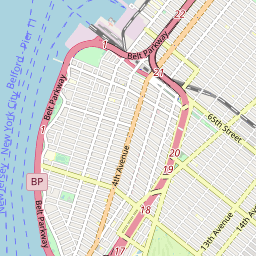 22
New Jersey - New York City, Belford - Pier 11
1
Belt Parkway
21
Belt Parkway
65th Street
1
4th Avenue
20
19
BP
18
Belt Parkway
14th Avenue
13th Avenue
17